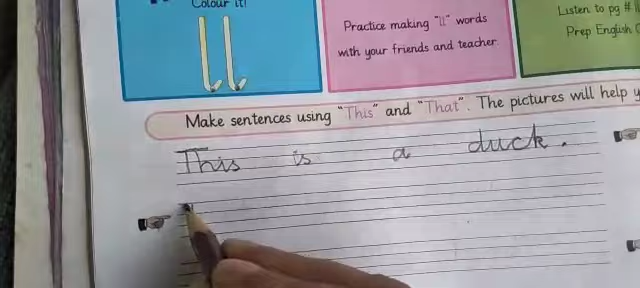 Colour it!
ll
Practice making "ll" words
with your friends and teacher.
Listen to pg #
Prep English
Make sentences using "This" and "That". The pictures will help
This is a duck.